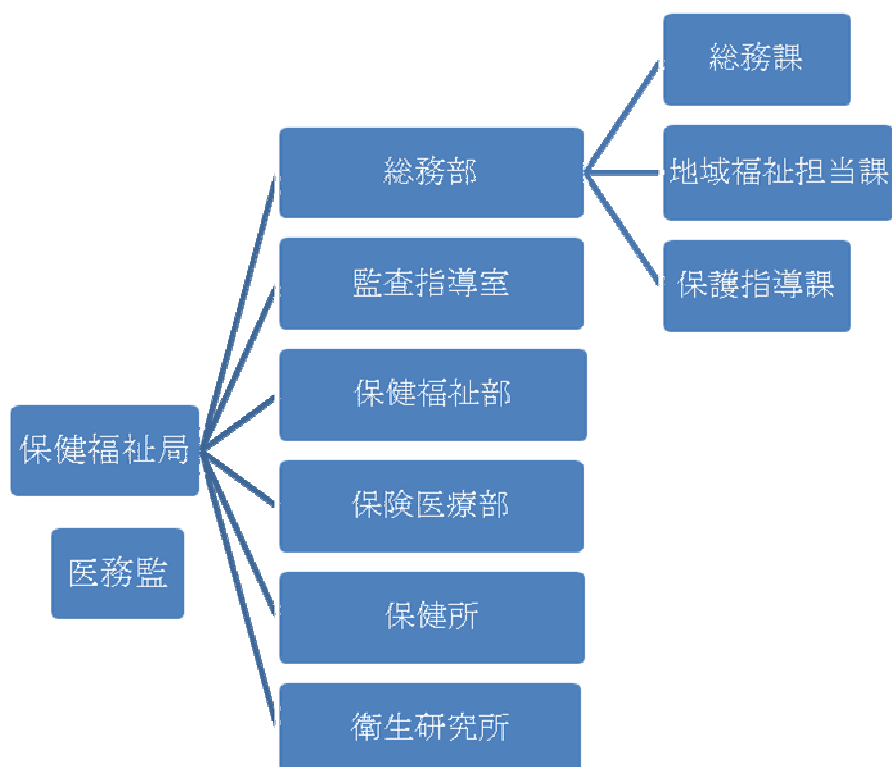 総務課
総務部
地域福祉担当課
監査指導室
保護指導課
保健福祉部
保健福祉局
保険医療部
医務監
保健所
衛生研究所